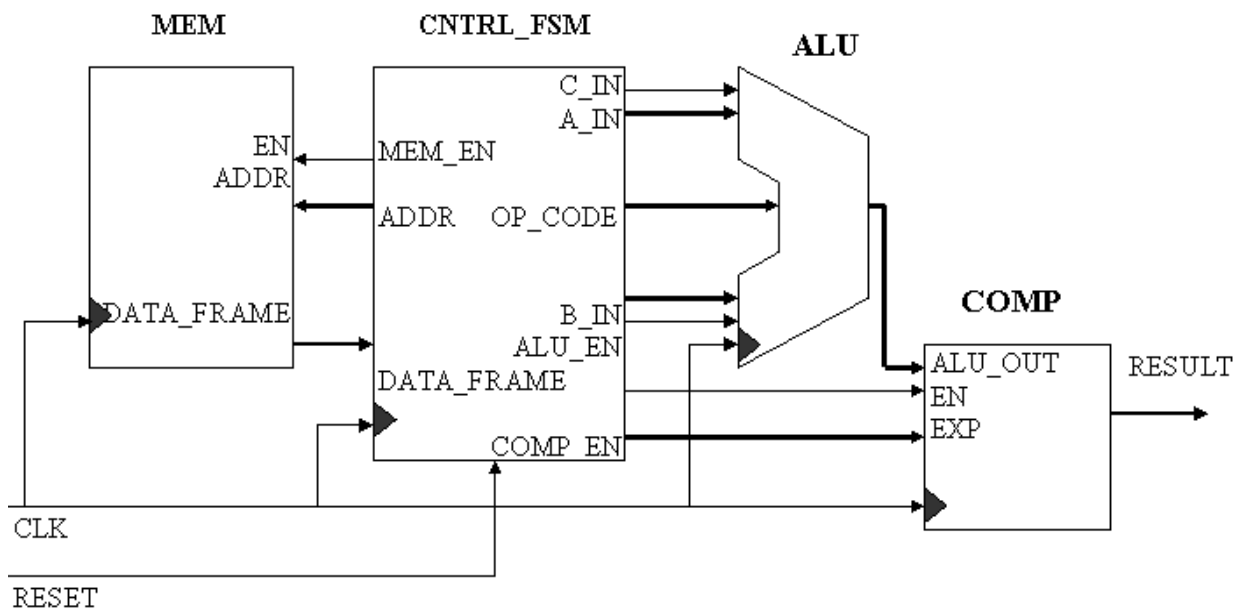 MEM
CNTRL_FSM
ALU
C_IN
A_IN
EN
MEM_EN
ADDR
ADDR
OP_CODE
DATA_FRAME
B_IN
ALU_EN
DATA_FRAME
COMP_EN
COMP
ALU_OUT
RESULT
EN
EXP
CLK
RESET